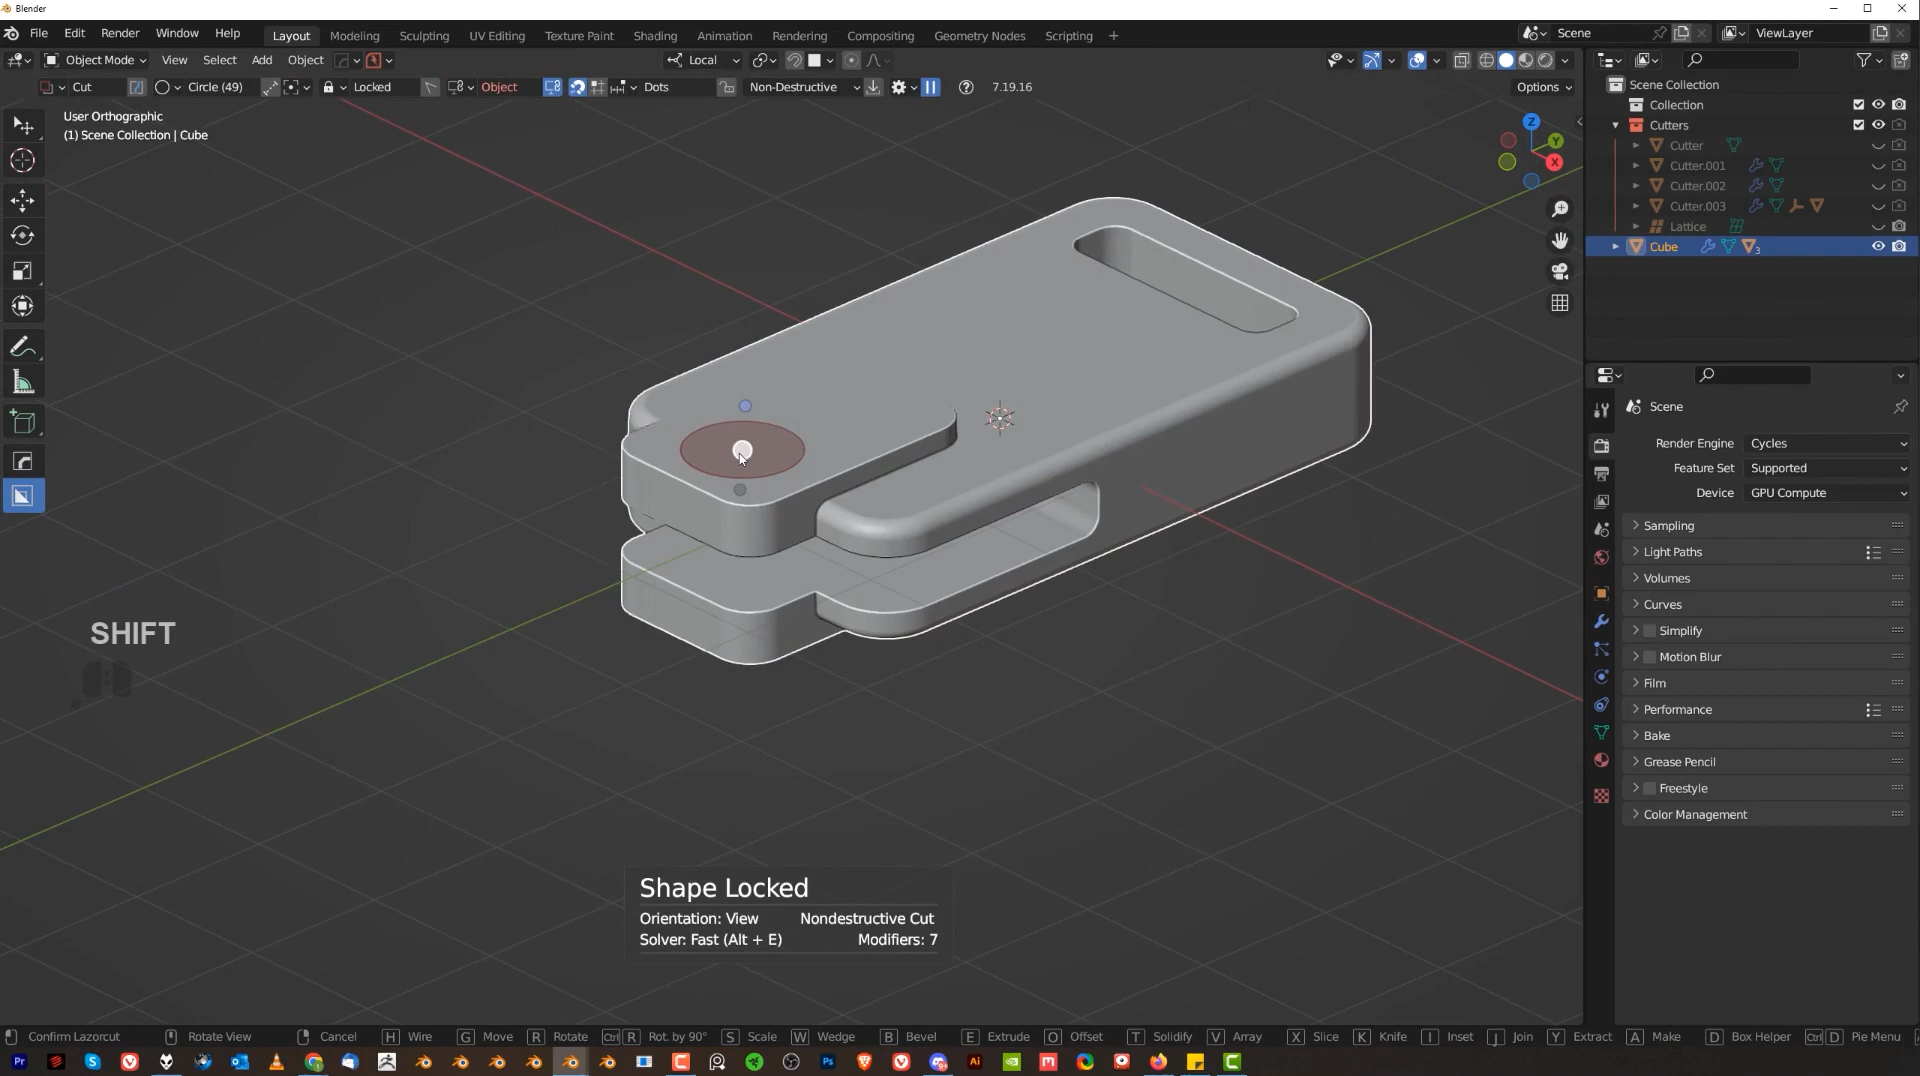 Blender
File Edit Render Window Help
Layout Modeling Sculpting UV Editing Texture Paint Shading Animation Rendering Compositing Geometry Nodes Scripting +
Scene
ViewLayer
Object Mode View Select Add Object
Local
Cut
Circle (49)
Locked
Object
Dots
Non-Destructive
7.19.16
Options
User Orthographic
(1) Scene Collection | Cube
Z
Y
X
Scene Collection
Collection
Cutters
Cutter
Cutter.001
Cutter.002
Cutter.003
Lattice
Cube
3
Scene
Render Engine Cycles
Feature Set Supported
Device GPU Compute
Sampling
Light Paths
Volumes
Curves
Simplify
Motion Blur
Film
Performance
Bake
Grease Pencil
Freestyle
Color Management
SHIFT
Shape Locked
Orientation: View Nondestructive Cut
Solver: Fast (Alt + E) Modifiers: 7
Confirm Lazorcut Rotate View Cancel H Wire G Move R Rotate Ctrl R Rot. by 90° S Scale W Wedge B Bevel E Extrude O Offset T Solidify V Array X Slice K Knife I Inset J Join Y Extract A Make D Box Helper Ctrl D Pie Menu
Pr S Ps Ai